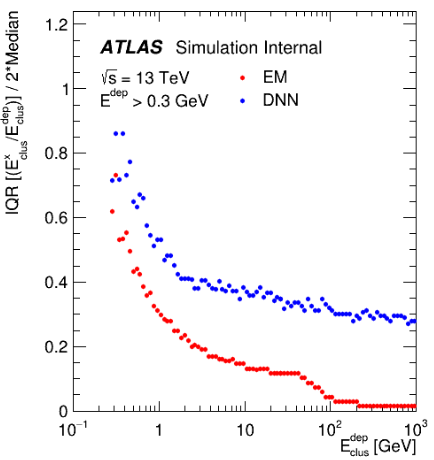 ATLAS Simulation Internal
√s = 13 TeV
E^dep > 0.3 GeV
EM
DNN
IQR [(E^x_clus/E^dep_clus)] / 2*Median
1.2
1
0.8
0.6
0.4
0.2
0
10^−1 1 10 10^2 10^3
E^dep_clus [GeV]